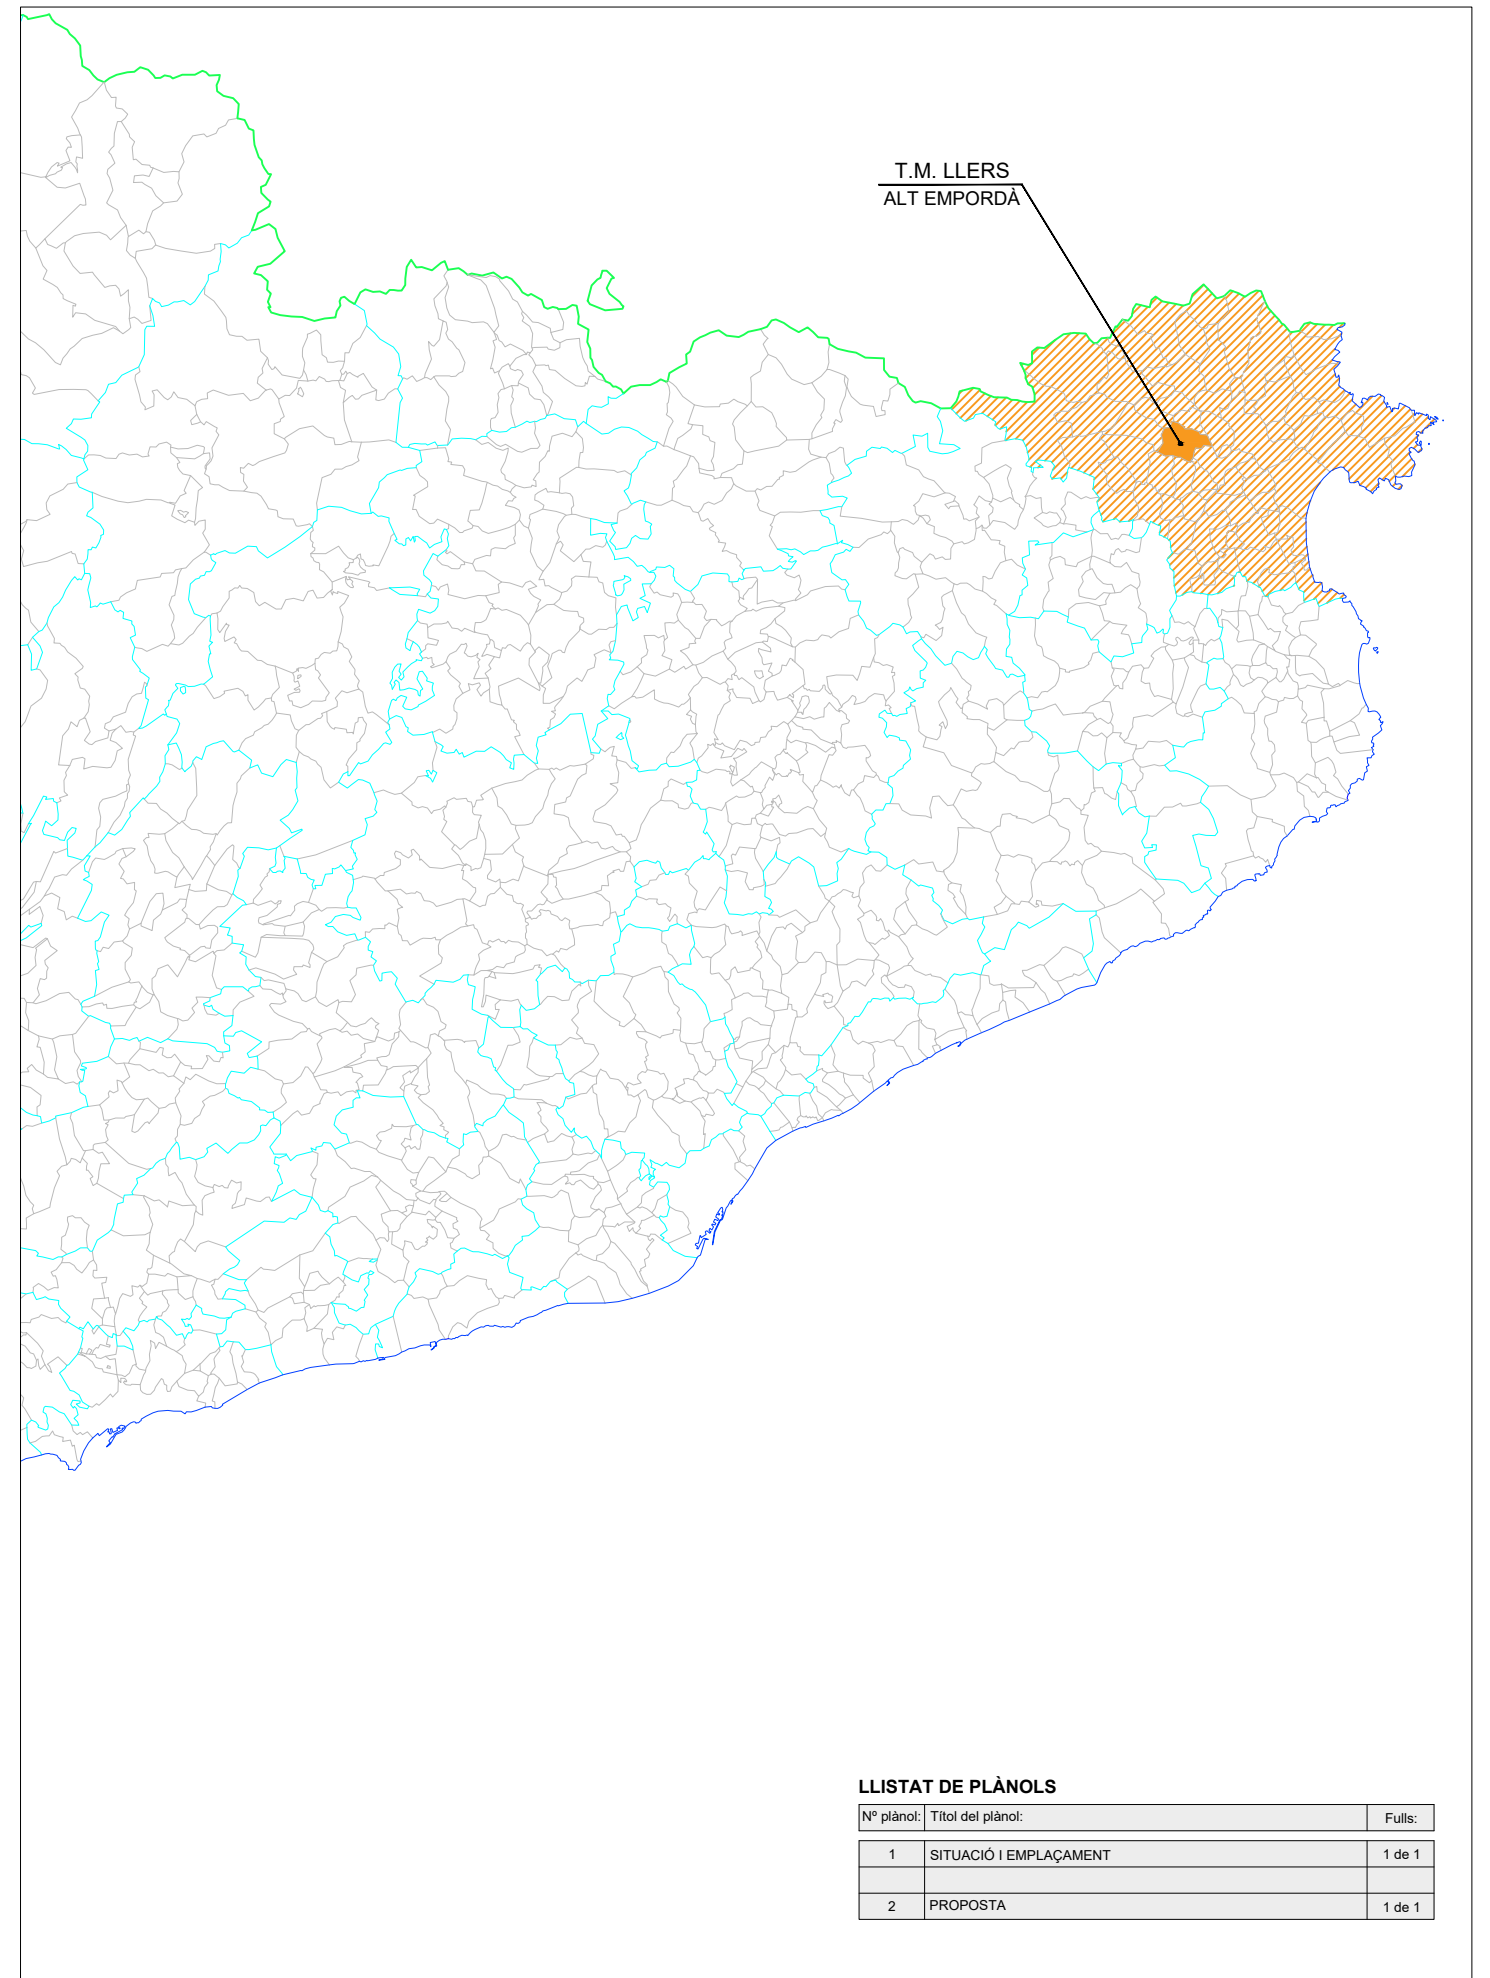 T.M. LLERS
ALT EMPORDÀ
LLISTAT DE PLÀNOLS
Nº plànol: Títol del plànol: Fulls:
1 SITUACIÓ I EMPLAÇAMENT 1 de 1
2 PROPOSTA 1 de 1